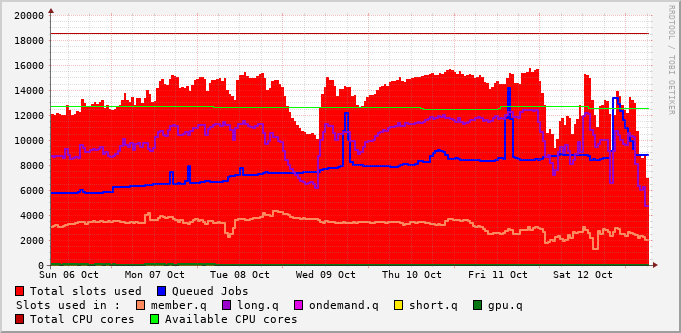 20000
18000
16000
14000
12000
10000
8000
6000
4000
2000
0
Sun 06 Oct Mon 07 Oct Tue 08 Oct Wed 09 Oct Thu 10 Oct Fri 11 Oct Sat 12 Oct
Total slots used Queued Jobs
Slots used in : member.q long.q ondemand.q short.q gpu.q
Total CPU cores Available CPU cores
RRDTOOL / TOBI OETIKER